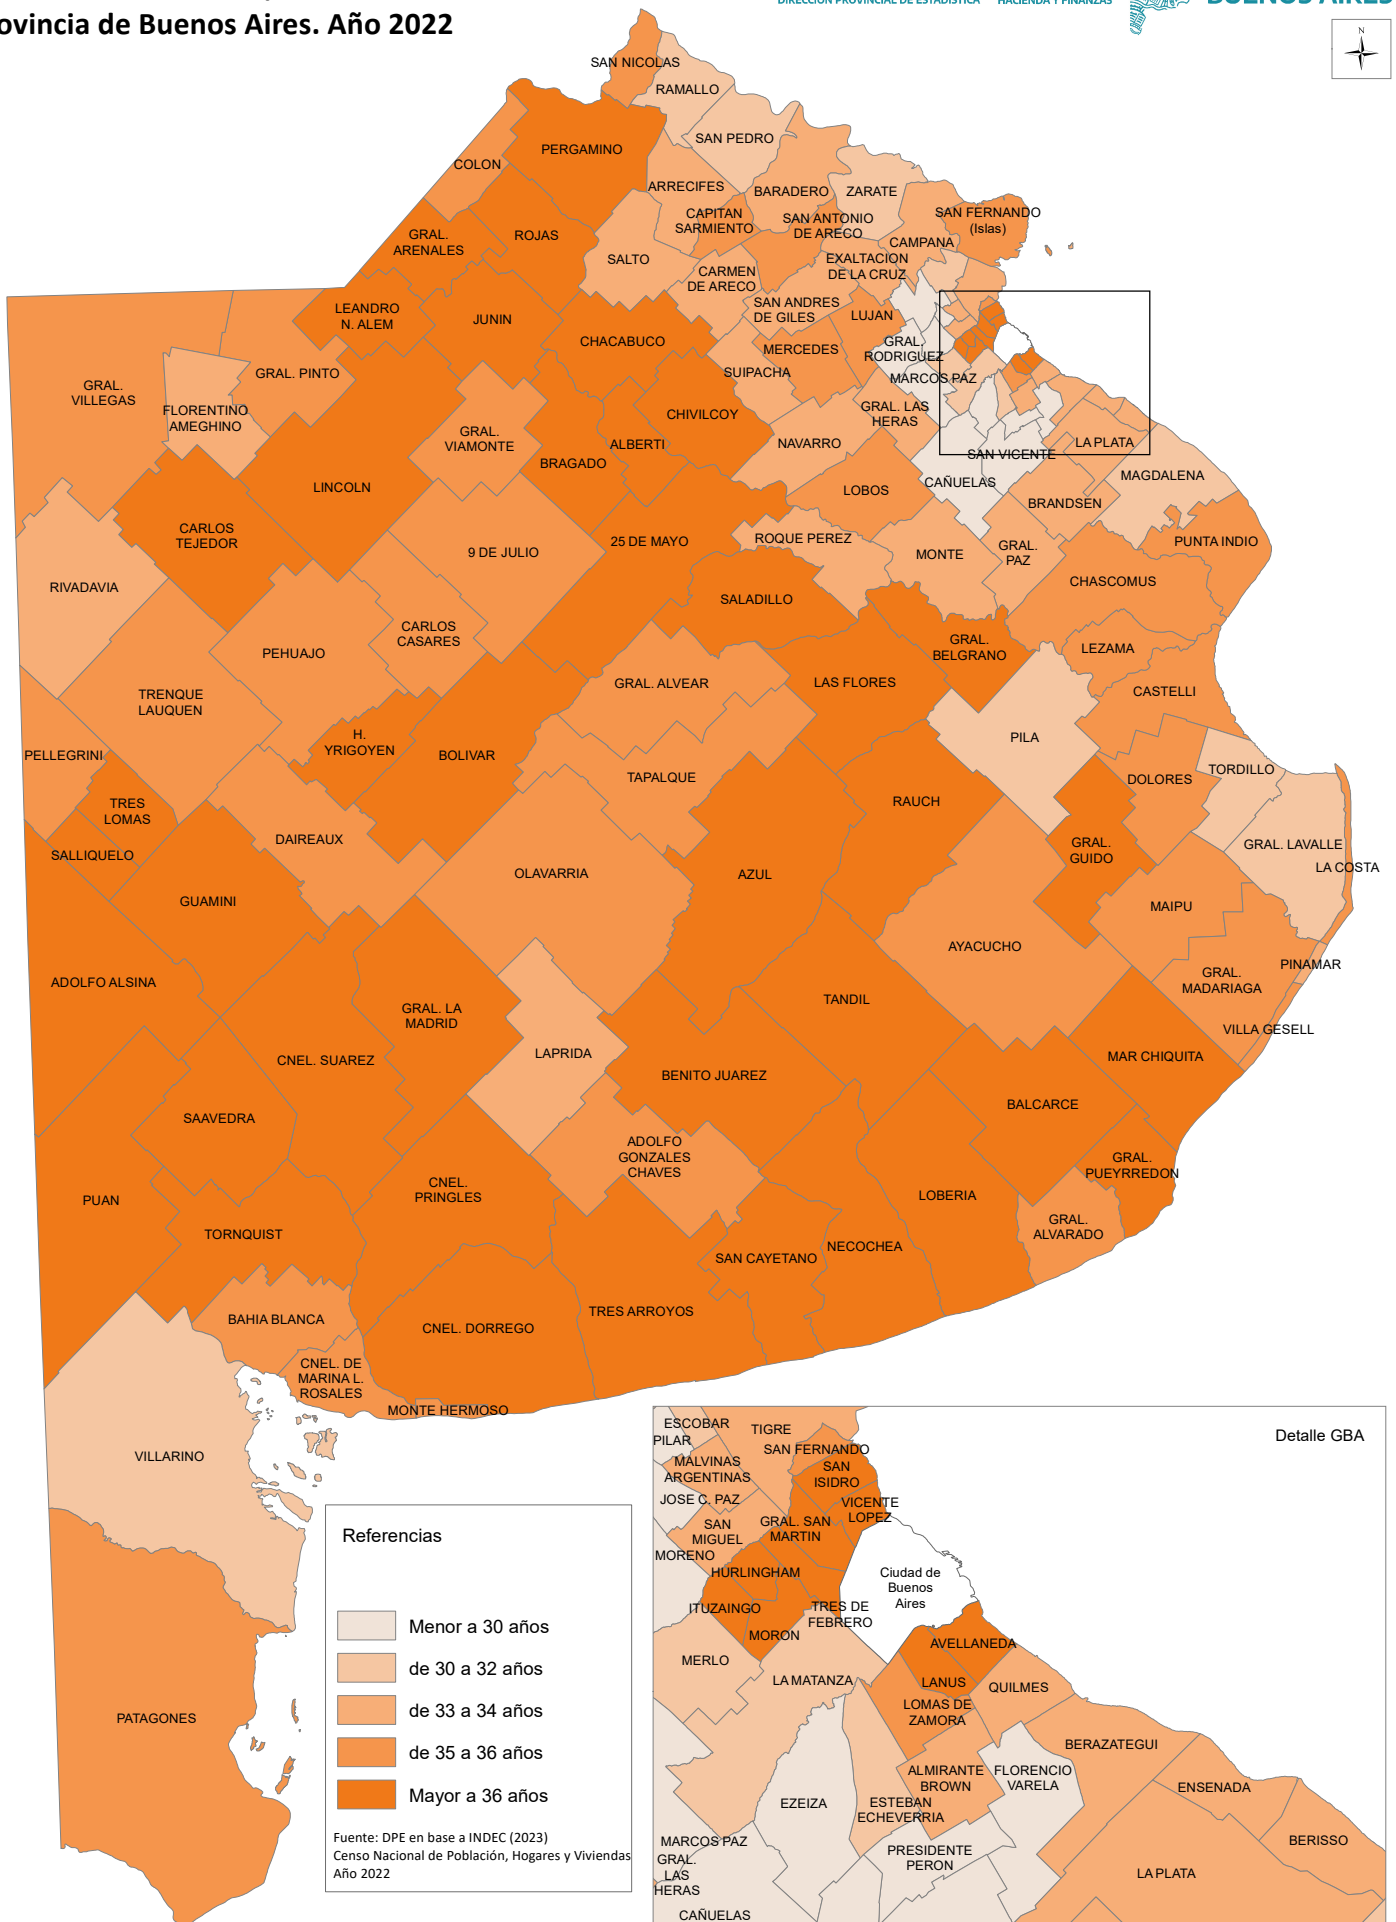 DIRECCIÓN PROVINCIAL DE ESTADÍSTICA
HACIENDA Y FINANZAS
BUENOS AIRES
ovincia de Buenos Aires. Año 2022
N
SAN NICOLAS
RAMALLO
SAN PEDRO
PERGAMINO
COLON
ARRECIFES
BARADERO
ZARATE
CAPITAN
SARMIENTO
SAN ANTONIO
DE ARECO
SAN FERNANDO
(Islas)
CAMPANA
GRAL.
ARENALES
ROJAS
SALTO
CARMEN
DE ARECO
EXALTACION
DE LA CRUZ
SAN ANDRES
DE GILES
LUJAN
LEANDRO
N. ALEM
JUNIN
CHACABUCO
MERCEDES
GRAL.
RODRIGUEZ
SUIPACHA
MARCOS PAZ
GRAL.
VILLEGAS
GRAL. PINTO
FLORENTINO
AMEGHINO
GRAL.
VIAMONTE
CHIVILCOY
GRAL. LAS
HERAS
ALBERTI
NAVARRO
LA PLATA
BRAGADO
SAN VICENTE
LINCOLN
CAÑUELAS
MAGDALENA
LOBOS
BRANDSEN
CARLOS
TEJEDOR
9 DE JULIO
25 DE MAYO
ROQUE PEREZ
MONTE
GRAL.
PAZ
PUNTA INDIO
RIVADAVIA
CHASCOMUS
SALADILLO
CARLOS
CASARES
PEHUAJO
GRAL.
BELGRANO
LEZAMA
TRENQUE
LAUQUEN
GRAL. ALVEAR
LAS FLORES
CASTELLI
H.
YRIGOYEN
PELLEGRINI
BOLIVAR
PILA
TAPALQUE
DOLORES
TORDILLO
TRES
LOMAS
RAUCH
DAIREAUX
GRAL.
GUIDO
GRAL. LAVALLE
SALLIQUELO
LA COSTA
OLAVARRIA
AZUL
GUAMINI
MAIPU
AYACUCHO
ADOLFO ALSINA
GRAL.
MADARIAGA
PINAMAR
TANDIL
GRAL. LA
MADRID
VILLA GESELL
LAPRIDA
CNEL. SUAREZ
MAR CHIQUITA
BENITO JUAREZ
BALCARCE
SAAVEDRA
ADOLFO
GONZALES
CHAVES
GRAL.
PUEYRREDON
PUAN
CNEL.
PRINGLES
LOBERIA
GRAL.
ALVARADO
TORNQUIST
NECOCHEA
SAN CAYETANO
TRES ARROYOS
BAHIA BLANCA
CNEL. DORREGO
CNEL. DE
MARINA L.
ROSALES
MONTE HERMOSO
VILLARINO
PATAGONES
Referencias
Menor a 30 años
de 30 a 32 años
de 33 a 34 años
de 35 a 36 años
Mayor a 36 años
Fuente: DPE en base a INDEC (2023)
Censo Nacional de Población, Hogares y Viviendas
Año 2022
Detalle GBA
ESCOBAR
TIGRE
PILAR
SAN FERNANDO
MALVINAS
ARGENTINAS
SAN
ISIDRO
JOSE C. PAZ
VICENTE
LOPEZ
SAN
MIGUEL
GRAL. SAN
MARTIN
MORENO
HURLINGHAM
Ciudad de
Buenos
Aires
ITUZAINGO
TRES DE
FEBRERO
MORON
AVELLANEDA
MERLO
LA MATANZA
LANUS
QUILMES
LOMAS DE
ZAMORA
BERAZATEGUI
ALMIRANTE
BROWN
FLORENCIO
VARELA
ENSENADA
EZEIZA
ESTEBAN
ECHEVERRIA
BERISSO
MARCOS PAZ
PRESIDENTE
PERON
GRAL.
LAS
HERAS
LA PLATA
CAÑUELAS